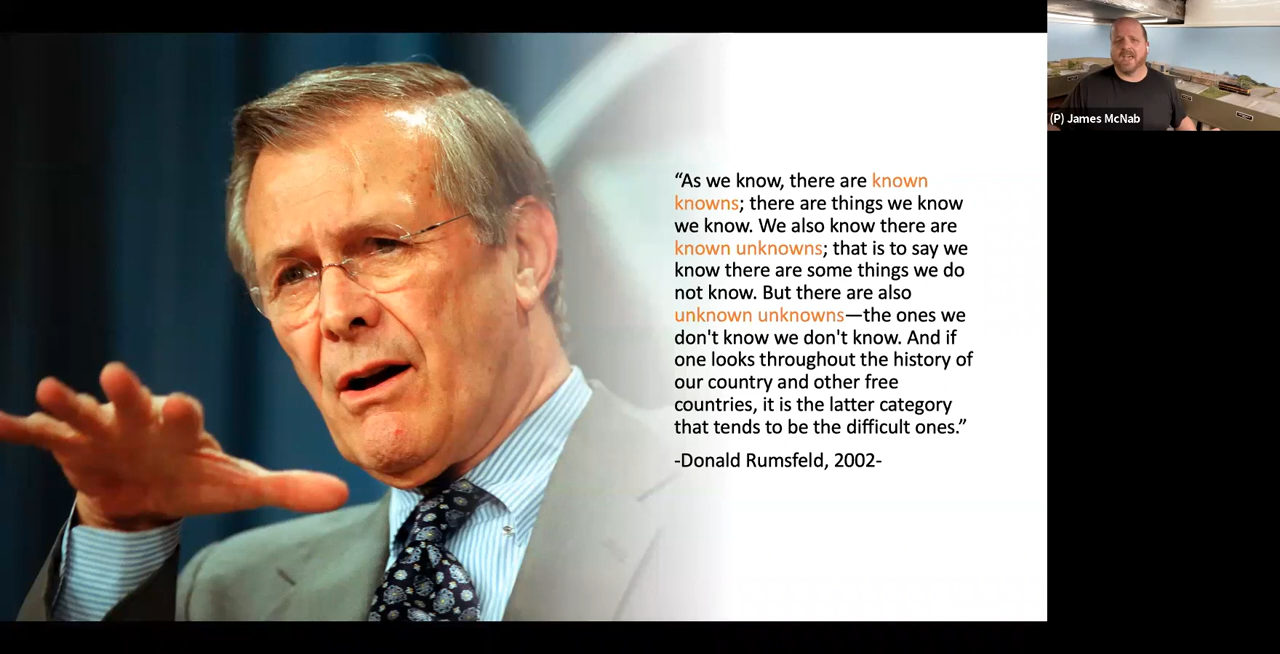 “As we know, there are known
knowns; there are things we know
we know. We also know there are
known unknowns; that is to say we
know there are some things we do
not know. But there are also
unknown unknowns—the ones we
don't know we don't know. And if
one looks throughout the history of
our country and other free
countries, it is the latter category
that tends to be the difficult ones.”
-Donald Rumsfeld, 2002-
(P) James McNab